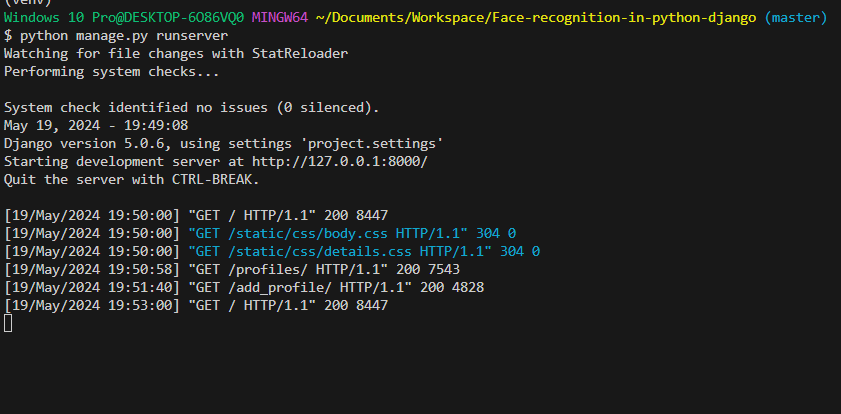 (venv)
Windows 10 Pro@DESKTOP-6O86VQ0 MINGW64 ~/Documents/Workspace/Face-recognition-in-python-django (master)
$ python manage.py runserver
Watching for file changes with StatReloader
Performing system checks...
System check identified no issues (0 silenced).
May 19, 2024 - 19:49:08
Django version 5.0.6, using settings 'project.settings'
Starting development server at http://127.0.0.1:8000/
Quit the server with CTRL-BREAK.
[19/May/2024 19:50:00] "GET / HTTP/1.1" 200 8447
[19/May/2024 19:50:00] "GET /static/css/body.css HTTP/1.1" 304 0
[19/May/2024 19:50:00] "GET /static/css/details.css HTTP/1.1" 304 0
[19/May/2024 19:50:58] "GET /profiles/ HTTP/1.1" 200 7543
[19/May/2024 19:51:40] "GET /add_profile/ HTTP/1.1" 200 4828
[19/May/2024 19:53:00] "GET / HTTP/1.1" 200 8447